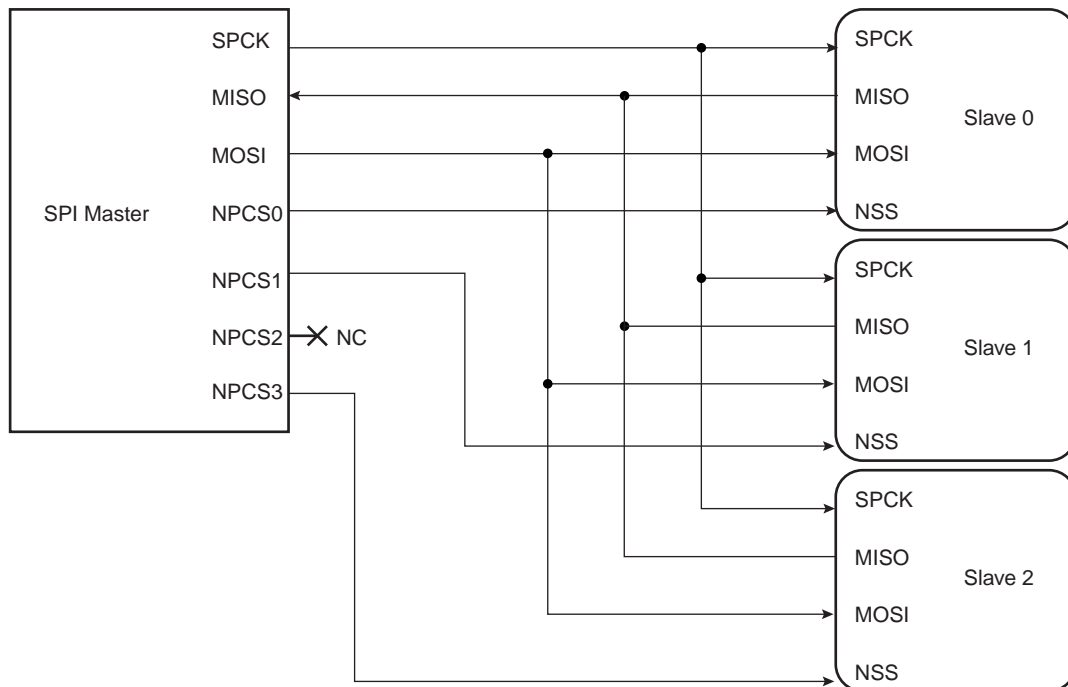 SPCK
MISO
MOSI
SPI Master
NPCS0
NPCS1
NPCS2
NC
NPCS3
SPCK
MISO
Slave 0
MOSI
NSS
SPCK
MISO
Slave 1
MOSI
NSS
SPCK
MISO
Slave 2
MOSI
NSS